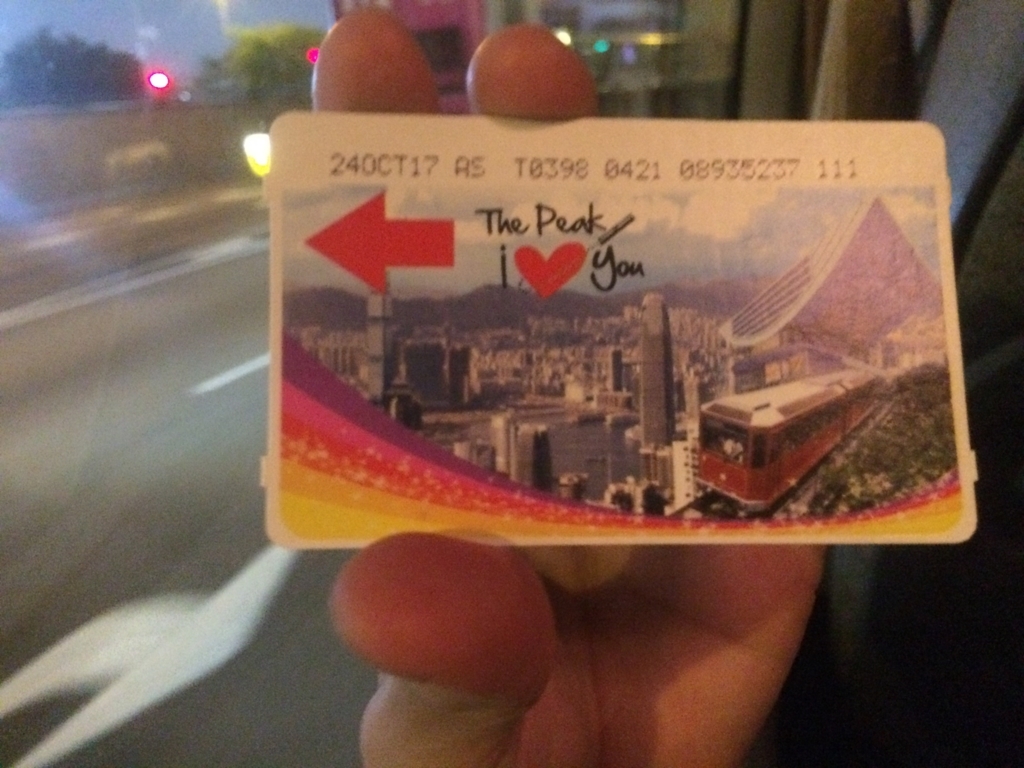 24OCT17 AS T0398 0421 08935237 111
The Peak
i ❤ You